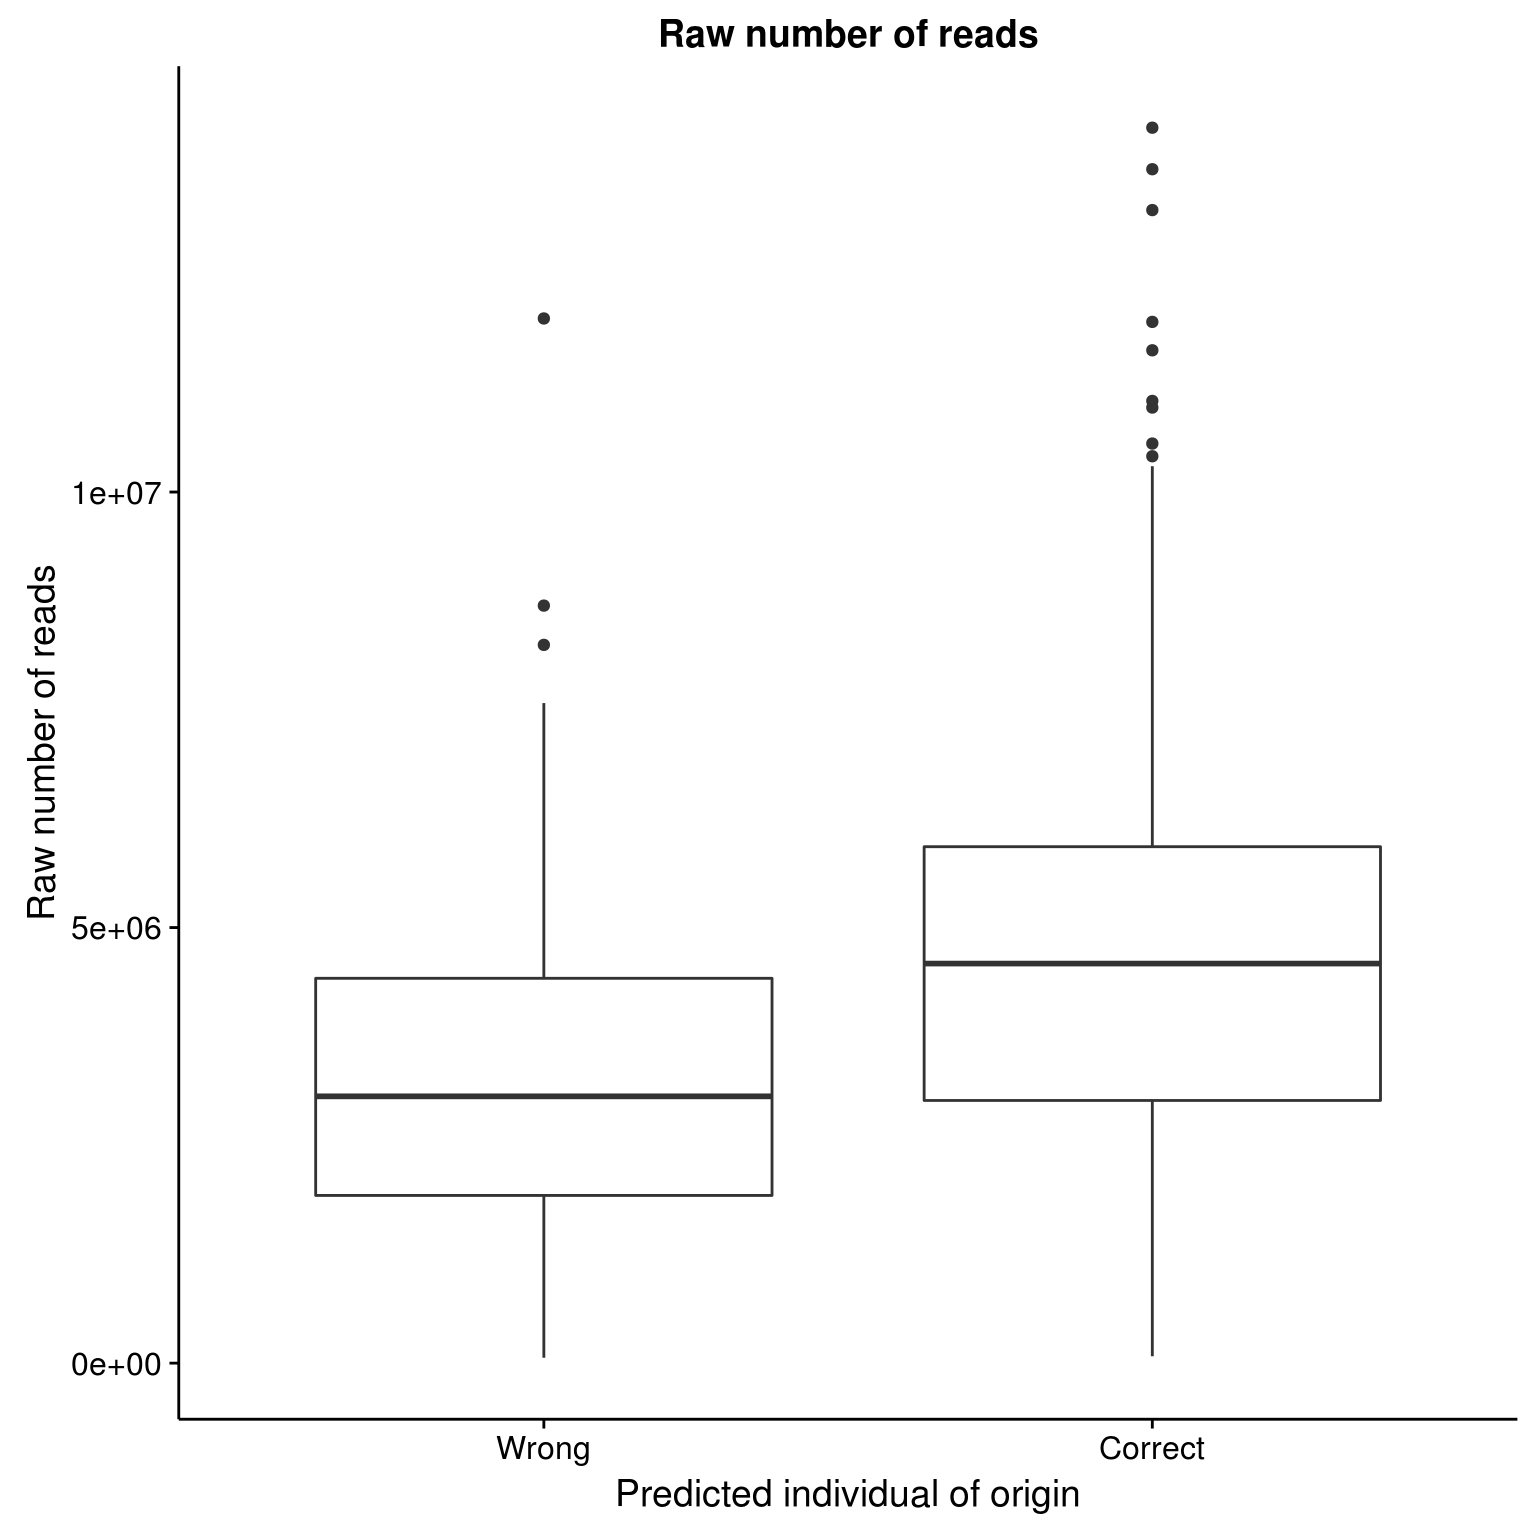 Raw number of reads
Raw number of reads
1e+07
5e+06
0e+00
Wrong
Correct
Predicted individual of origin